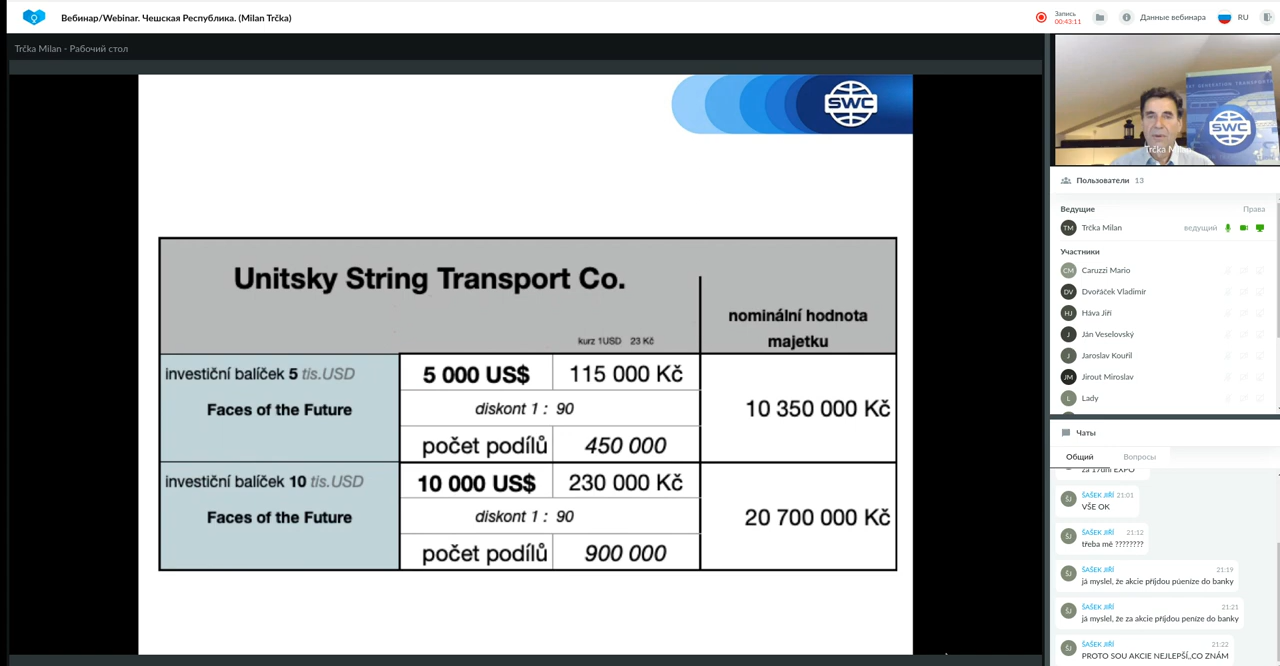 Вебинар/Webinar. Чешская Республика. (Milan Trčka)
Запись
00:43:11
Данные вебинара
RU
Trčka Milan - Рабочий стол
SWC
Unitsky String Transport Co.
kurz 1USD 23 Kč
nominální hodnota
majetku
investiční balíček 5 tis.USD
5 000 US$ 115 000 Kč
Faces of the Future
diskont 1 : 90
10 350 000 Kč
počet podílů 450 000
investiční balíček 10 tis.USD
10 000 US$ 230 000 Kč
Faces of the Future
diskont 1 : 90
20 700 000 Kč
počet podílů 900 000
SWC
Пользователи 13
Ведущие Права
TM Trčka Milan ведущий
Участники
CM Caruzzi Mario
DV Dvořáček Vladimír
HJ Háva Jiří
J Ján Veselovský
J Jaroslav Kouřil
JM Jirout Miroslav
L Lady
Чаты
Общий Вопросы
za 17dní EXPO
ŠJ ŠAŠEK JIŘÍ 21:01
VŠE OK
ŠJ ŠAŠEK JIŘÍ 21:12
třeba mé ????????
ŠJ ŠAŠEK JIŘÍ 21:19
já myslel, že akcie přijdou púeníze do banky
ŠJ ŠAŠEK JIŘÍ 21:21
já myslel, že za akcie příjdou peníze do banky
ŠJ ŠAŠEK JIŘÍ 21:22
PROTO SOU AKCIE NEJLEPŠÍ,,CO ZNÁM